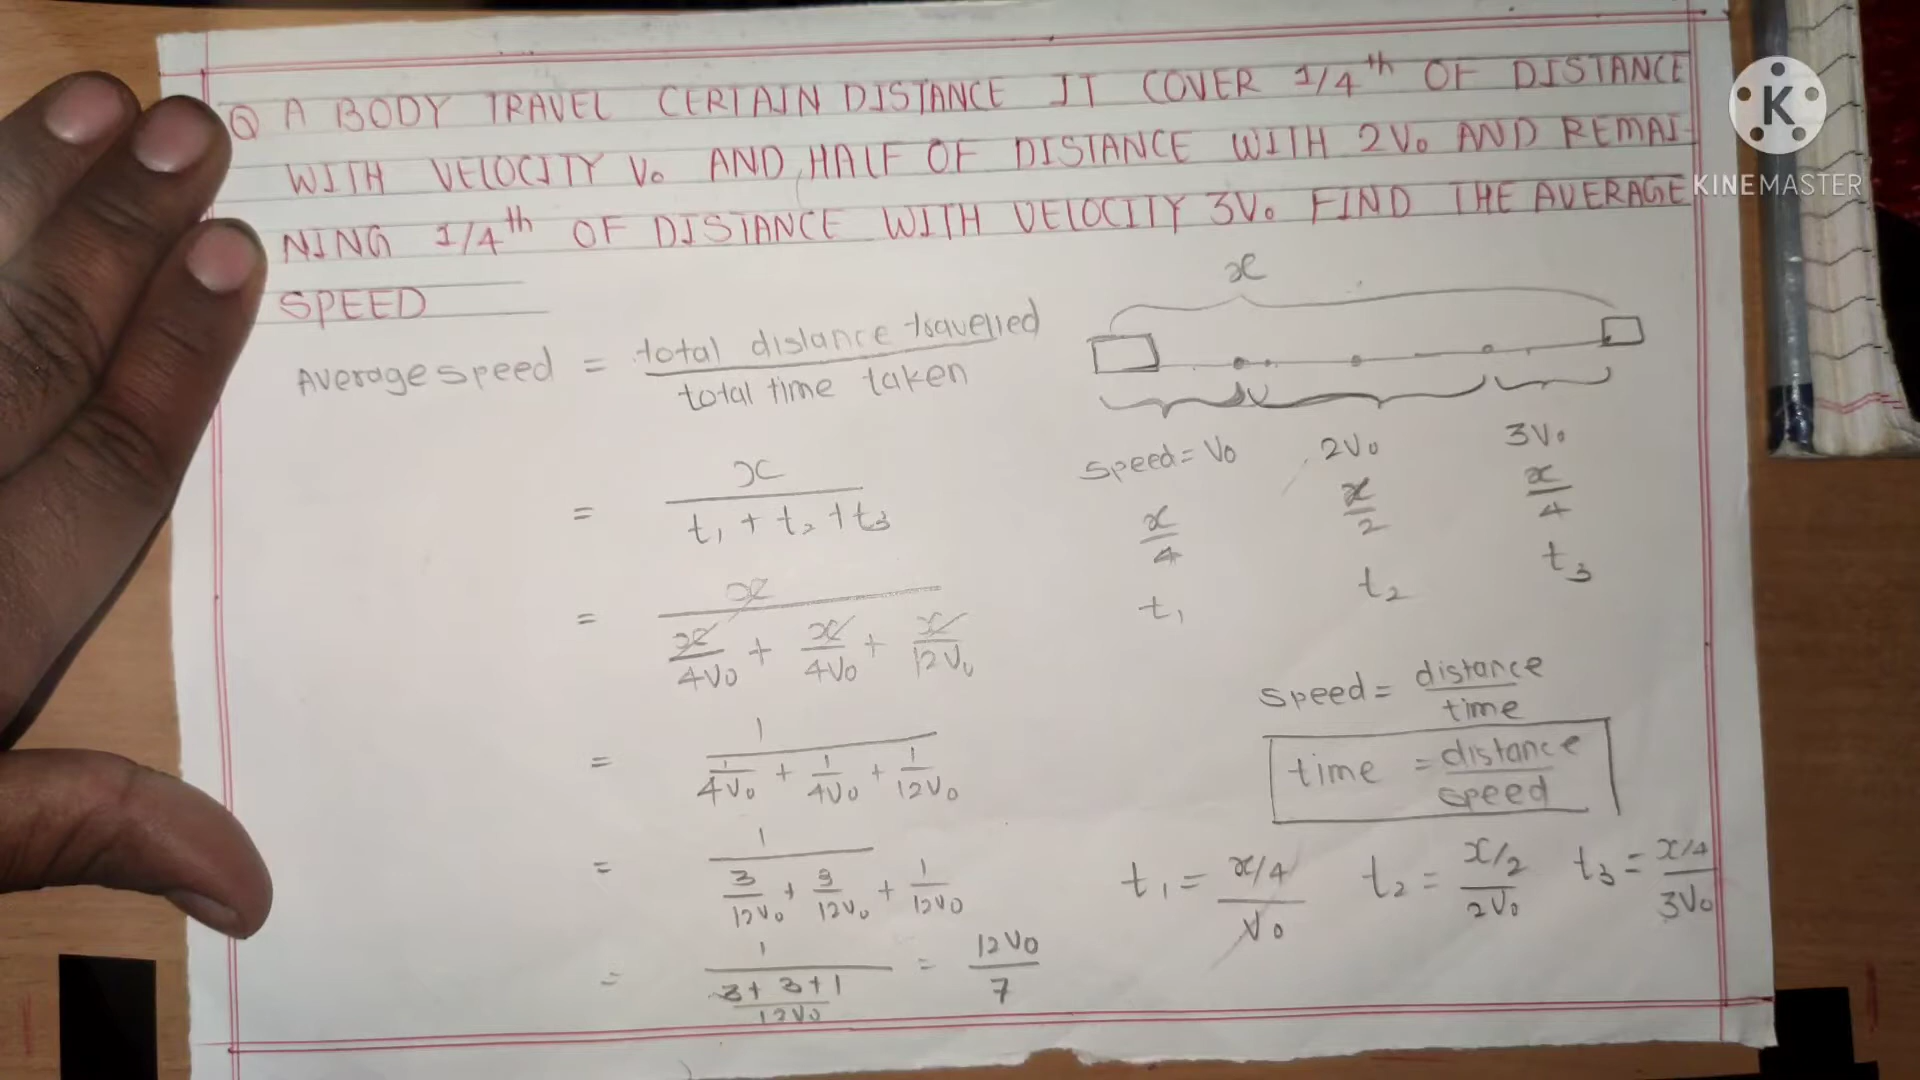 Q A BODY TRAVEL CERTAIN DISTANCE IT COVER 1/4th OF DISTANCE
WITH VELOCITY V₀ AND HALF OF DISTANCE WITH 2V₀ AND REMAI-
NING 1/4th OF DISTANCE WITH VELOCITY 3V₀ FIND THE AVERAGE
SPEED
K
KINEMASTER
Average speed = total distance travelled / total time taken
= x / t₁ + t₂ + t₃
= x / x/4V₀ + x/4V₀ + x/12V₀
= 1 / 1/4V₀ + 1/4V₀ + 1/12V₀
= 1 / 3/12V₀ + 3/12V₀ + 1/12V₀
= 1 / 3+3+1/12V₀ = 12V₀/7
x
speed = V₀ 2V₀ 3V₀
x/4 x/2 x/4
t₁ t₂ t₃
speed = distance/time
time = distance/speed
t₁ = x/4 / V₀ t₂ = x/2 / 2V₀ t₃ = x/4 / 3V₀